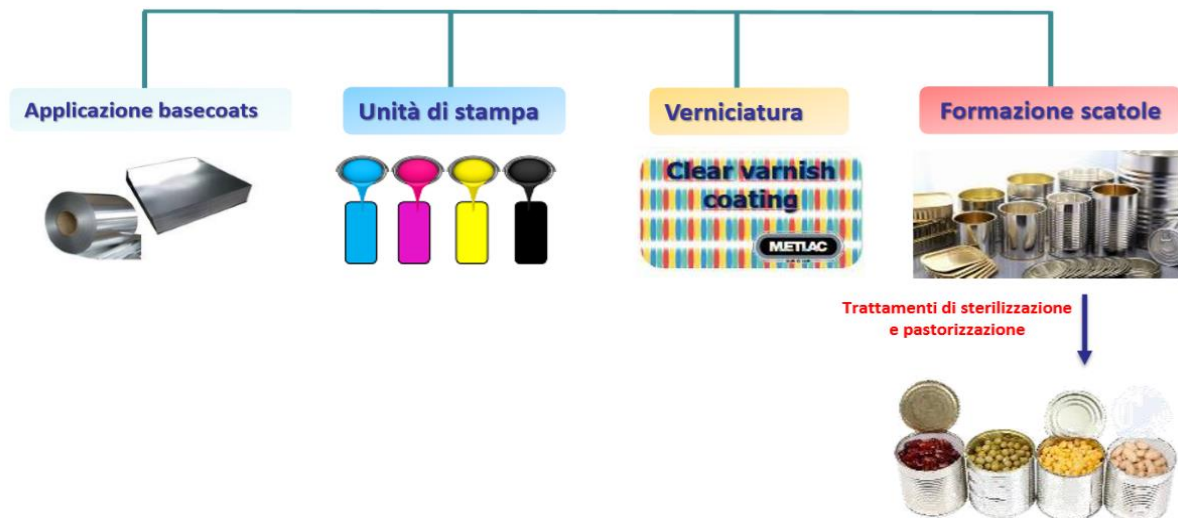 Applicazione basecoats
Unità di stampa
Verniciatura
Formazione scatole
Clear varnish
coating
METLAC
Trattamenti di sterilizzazione
e pastorizzazione